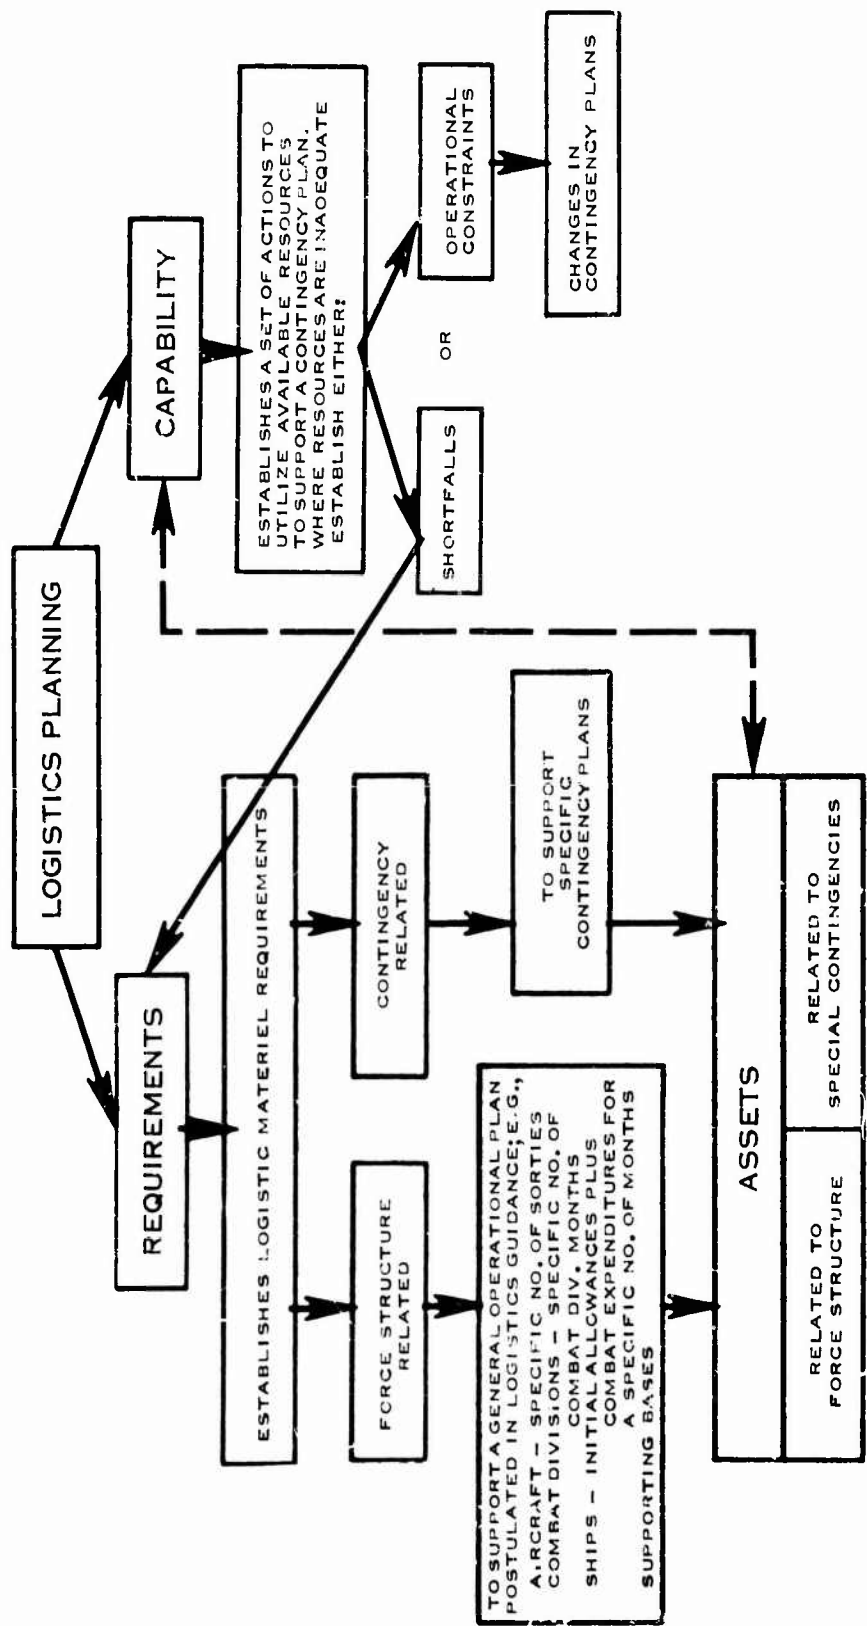 LOGISTICS PLANNING
REQUIREMENTS
CAPABILITY
ESTABLISHES LOGISTIC MATERIEL REQUIREMENTS
ESTABLISHES A SET OF ACTIONS TO
UTILIZE AVAILABLE RESOURCES
TO SUPPORT A CONTINGENCY PLAN.
WHERE RESOURCES ARE INADEQUATE
ESTABLISH EITHER:
FORCE STRUCTURE
RELATED
CONTINGENCY
RELATED
SHORTFALLS
OR
OPERATIONAL
CONSTRAINTS
TO SUPPORT A GENERAL OPERATIONAL PLAN
POSTULATED IN LOGISTICS GUIDANCE; E.G.,
AIRCRAFT – SPECIFIC NO. OF SORTIES
COMBAT DIVISIONS – SPECIFIC NO. OF
COMBAT DIV. MONTHS
SHIPS – INITIAL ALLOWANCES PLUS
COMBAT EXPENDITURES FOR
A SPECIFIC NO. OF MONTHS
SUPPORTING BASES
TO SUPPORT
SPECIFIC
CONTINGENCY PLANS
CHANGES IN
CONTINGENCY PLANS
ASSETS
RELATED TO
FORCE STRUCTURE
RELATED TO
SPECIAL CONTINGENCIES